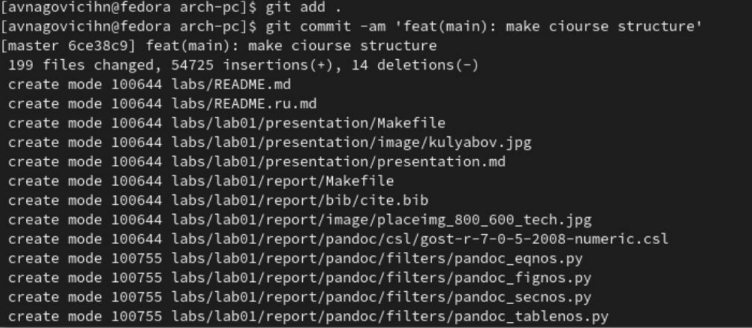 [avnagovicihn@fedora arch-pc]$ git add .
[avnagovicihn@fedora arch-pc]$ git commit -am 'feat(main): make ciourse structure'
[master 6ce38c9] feat(main): make ciourse structure
 199 files changed, 54725 insertions(+), 14 deletions(-)
 create mode 100644 labs/README.md
 create mode 100644 labs/README.ru.md
 create mode 100644 labs/lab01/presentation/Makefile
 create mode 100644 labs/lab01/presentation/image/kulyabov.jpg
 create mode 100644 labs/lab01/presentation/presentation.md
 create mode 100644 labs/lab01/report/Makefile
 create mode 100644 labs/lab01/report/bib/cite.bib
 create mode 100644 labs/lab01/report/image/placeimg_800_600_tech.jpg
 create mode 100644 labs/lab01/report/pandoc/csl/gost-r-7-0-5-2008-numeric.csl
 create mode 100755 labs/lab01/report/pandoc/filters/pandoc_eqnos.py
 create mode 100755 labs/lab01/report/pandoc/filters/pandoc_fignos.py
 create mode 100755 labs/lab01/report/pandoc/filters/pandoc_secnos.py
 create mode 100755 labs/lab01/report/pandoc/filters/pandoc_tablenos.py